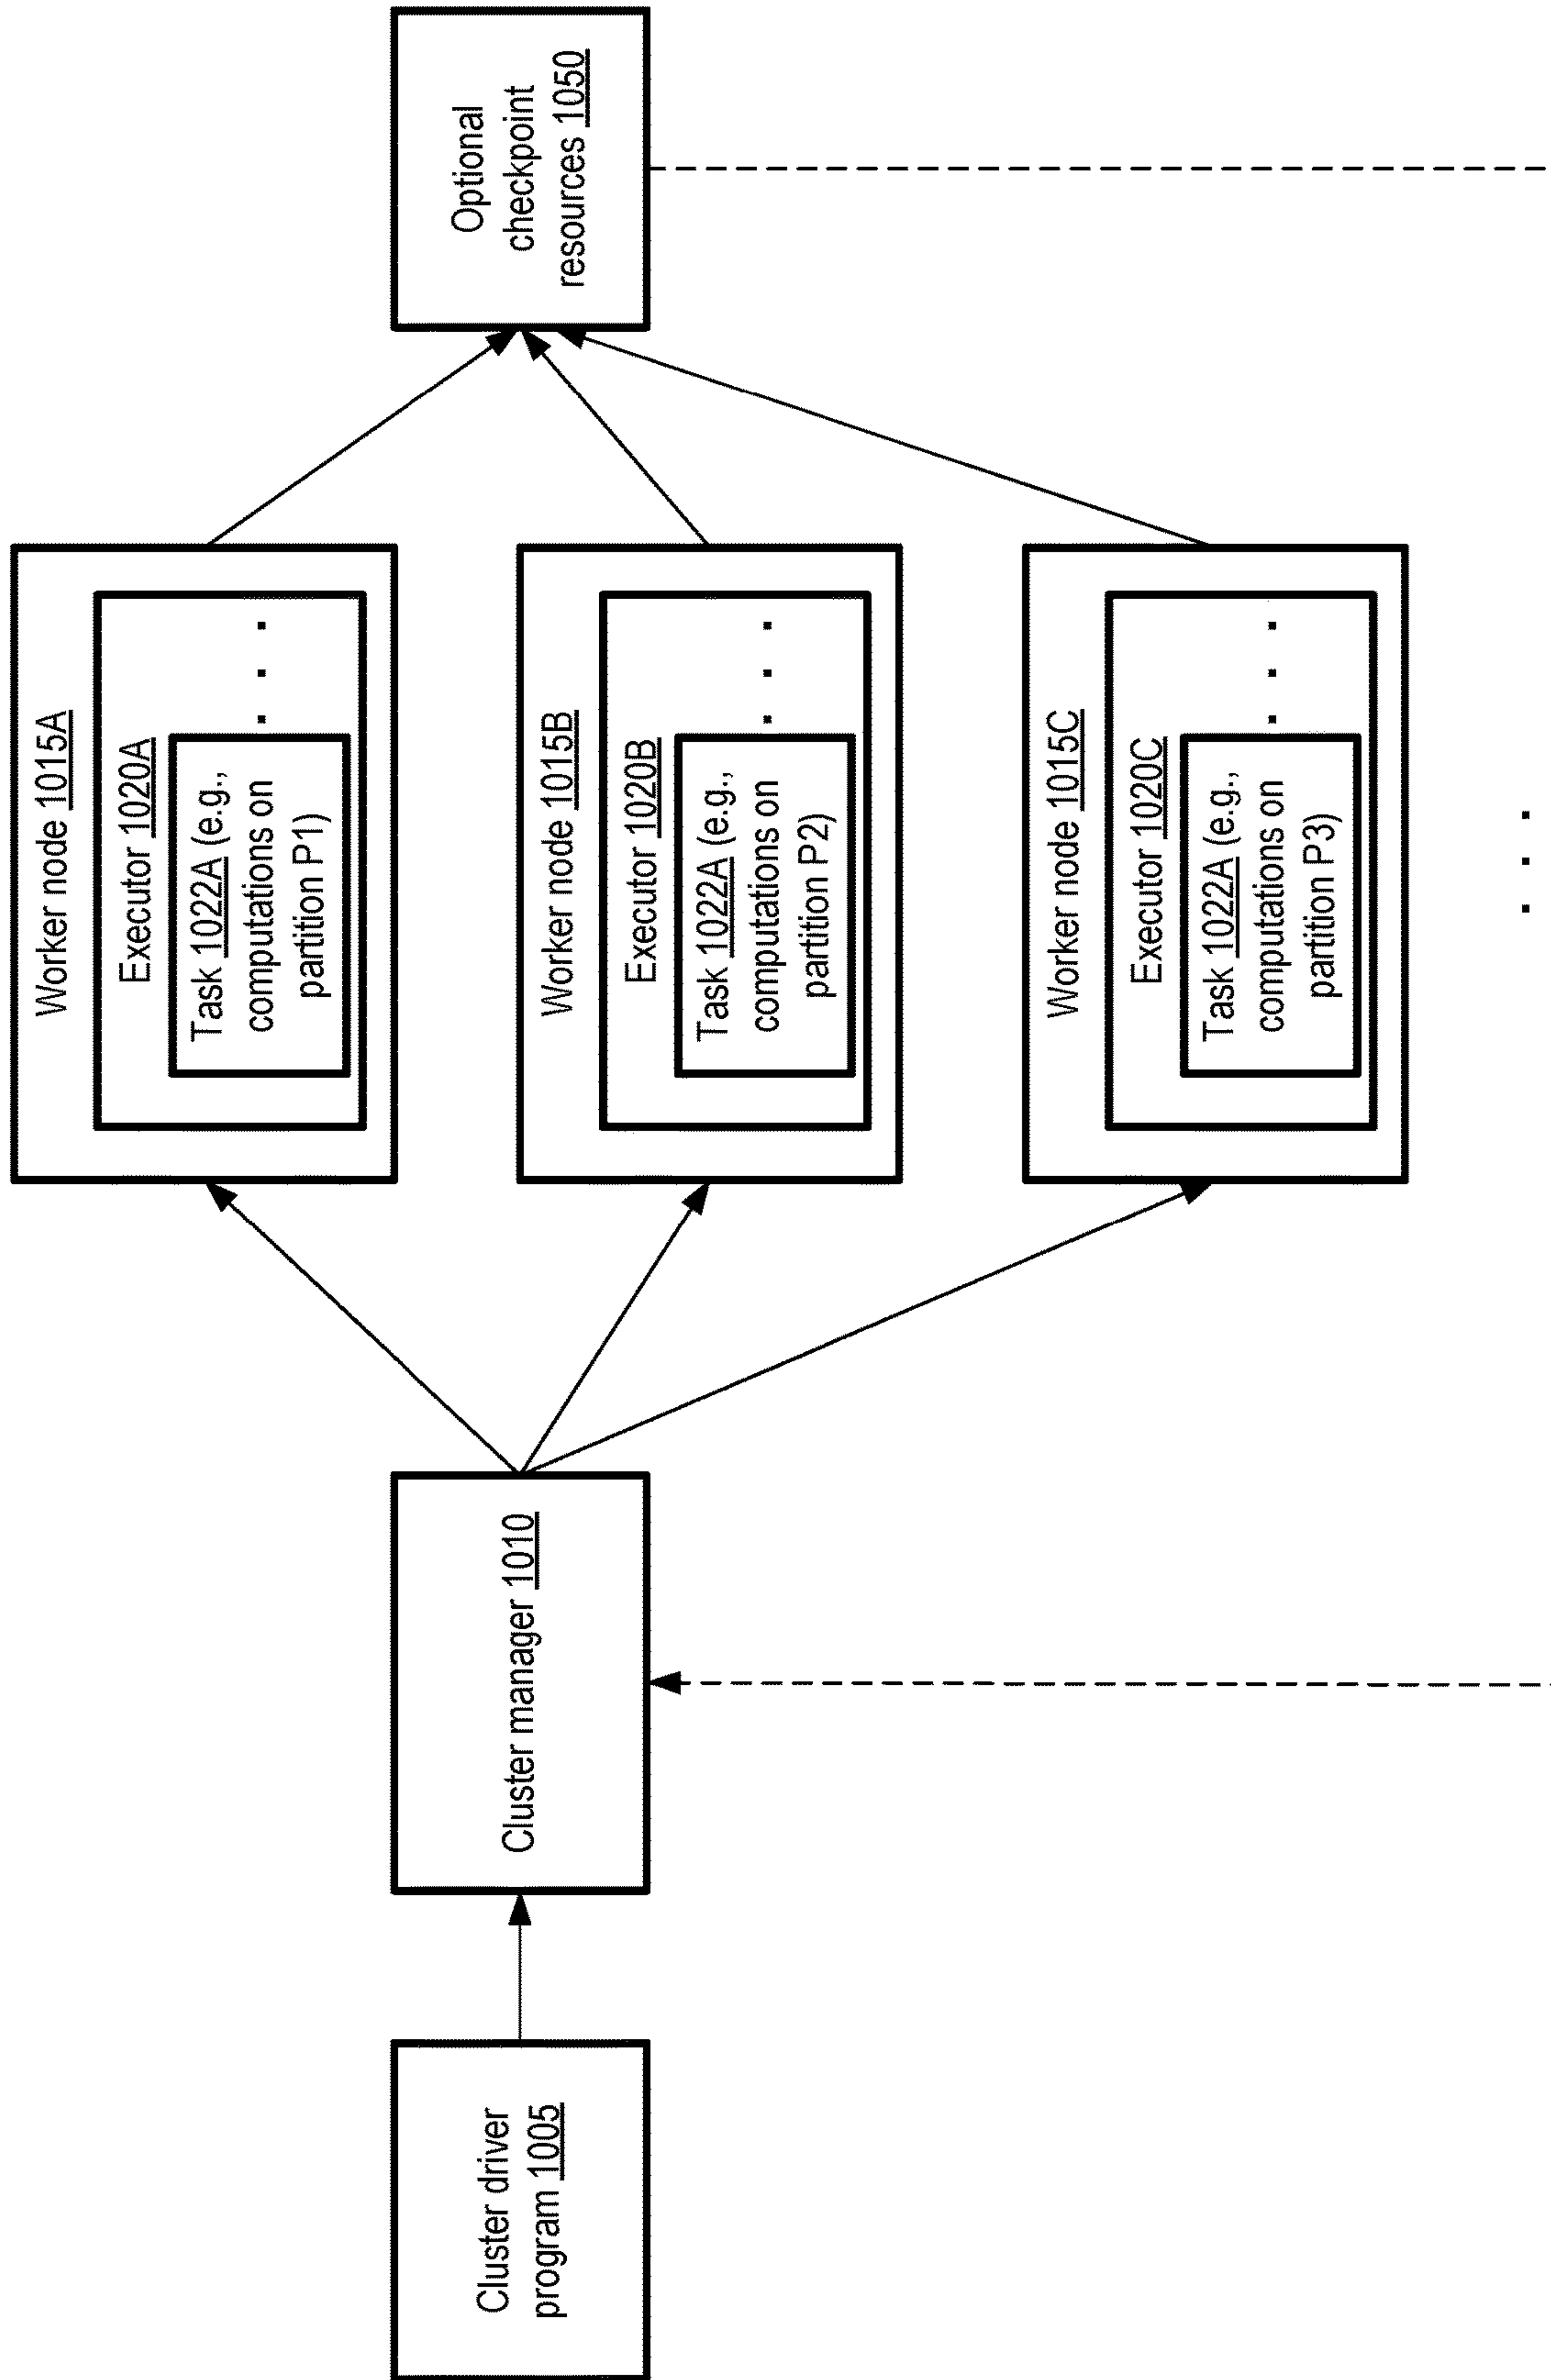 Cluster driver
program 1005
Cluster manager 1010
Worker node 1015A
Executor 1020A
Task 1022A (e.g.,
computations on
partition P1)
. . .
Worker node 1015B
Executor 1020B
Task 1022A (e.g.,
computations on
partition P2)
. . .
Worker node 1015C
Executor 1020C
Task 1022A (e.g.,
computations on
partition P3)
. . .
. . .
Optional
checkpoint
resources 1050